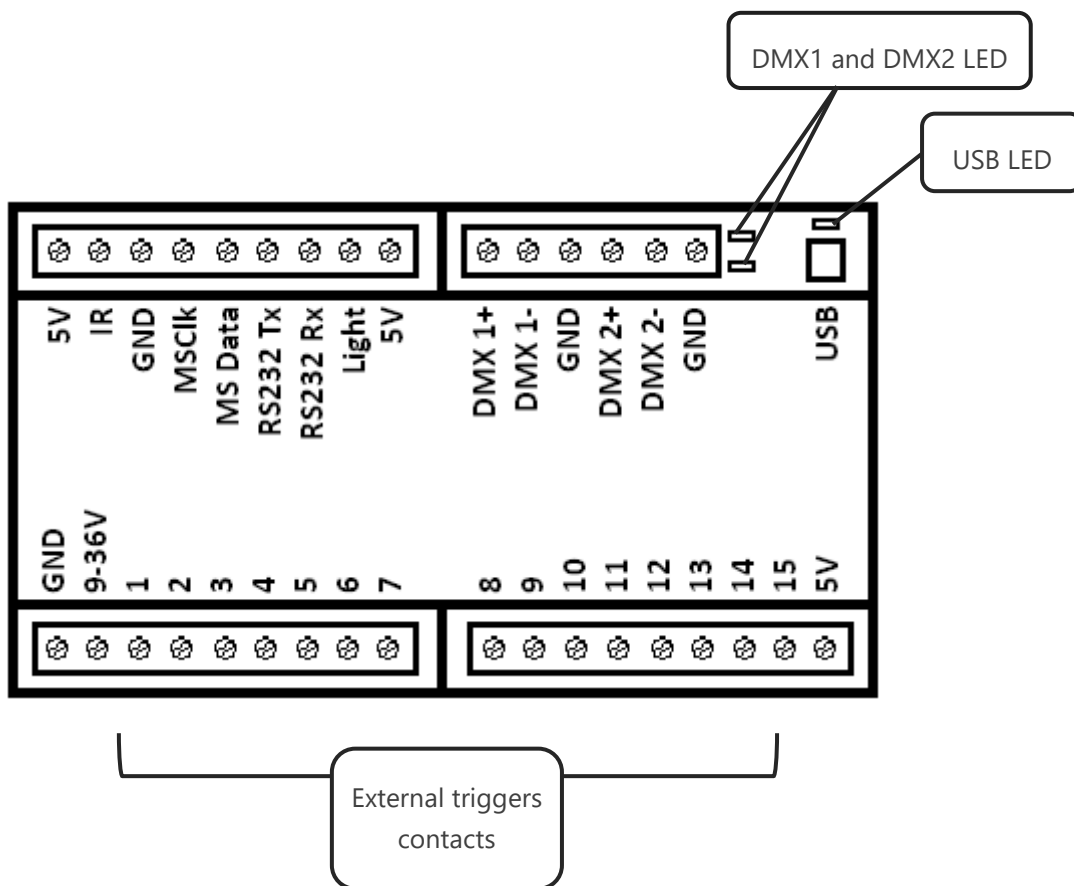 DMX1 and DMX2 LED
USB LED
5V
IR
GND
MSClk
MS Data
RS232 Tx
RS232 Rx
Light
5V
DMX 1+
DMX 1-
GND
DMX 2+
DMX 2-
GND
USB
GND
9-36V
1
2
3
4
5
6
7
8
9
10
11
12
13
14
15
5V
External triggers
contacts